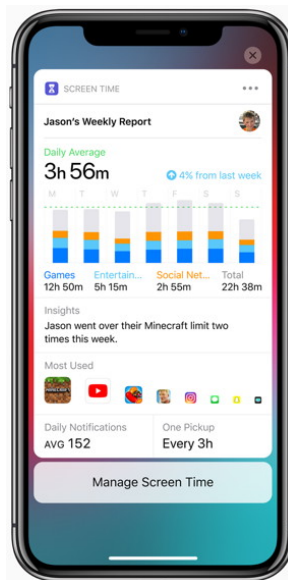 SCREEN TIME
Jason's Weekly Report
Daily Average
3h 56m
4% from last week
M T W T F S S
Games Entertain... Social Net... Total
12h 50m 5h 15m 2h 55m 22h 38m
Insights
Jason went over their Minecraft limit two
times this week.
Most Used
Daily Notifications One Pickup
AVG 152 Every 3h
Manage Screen Time